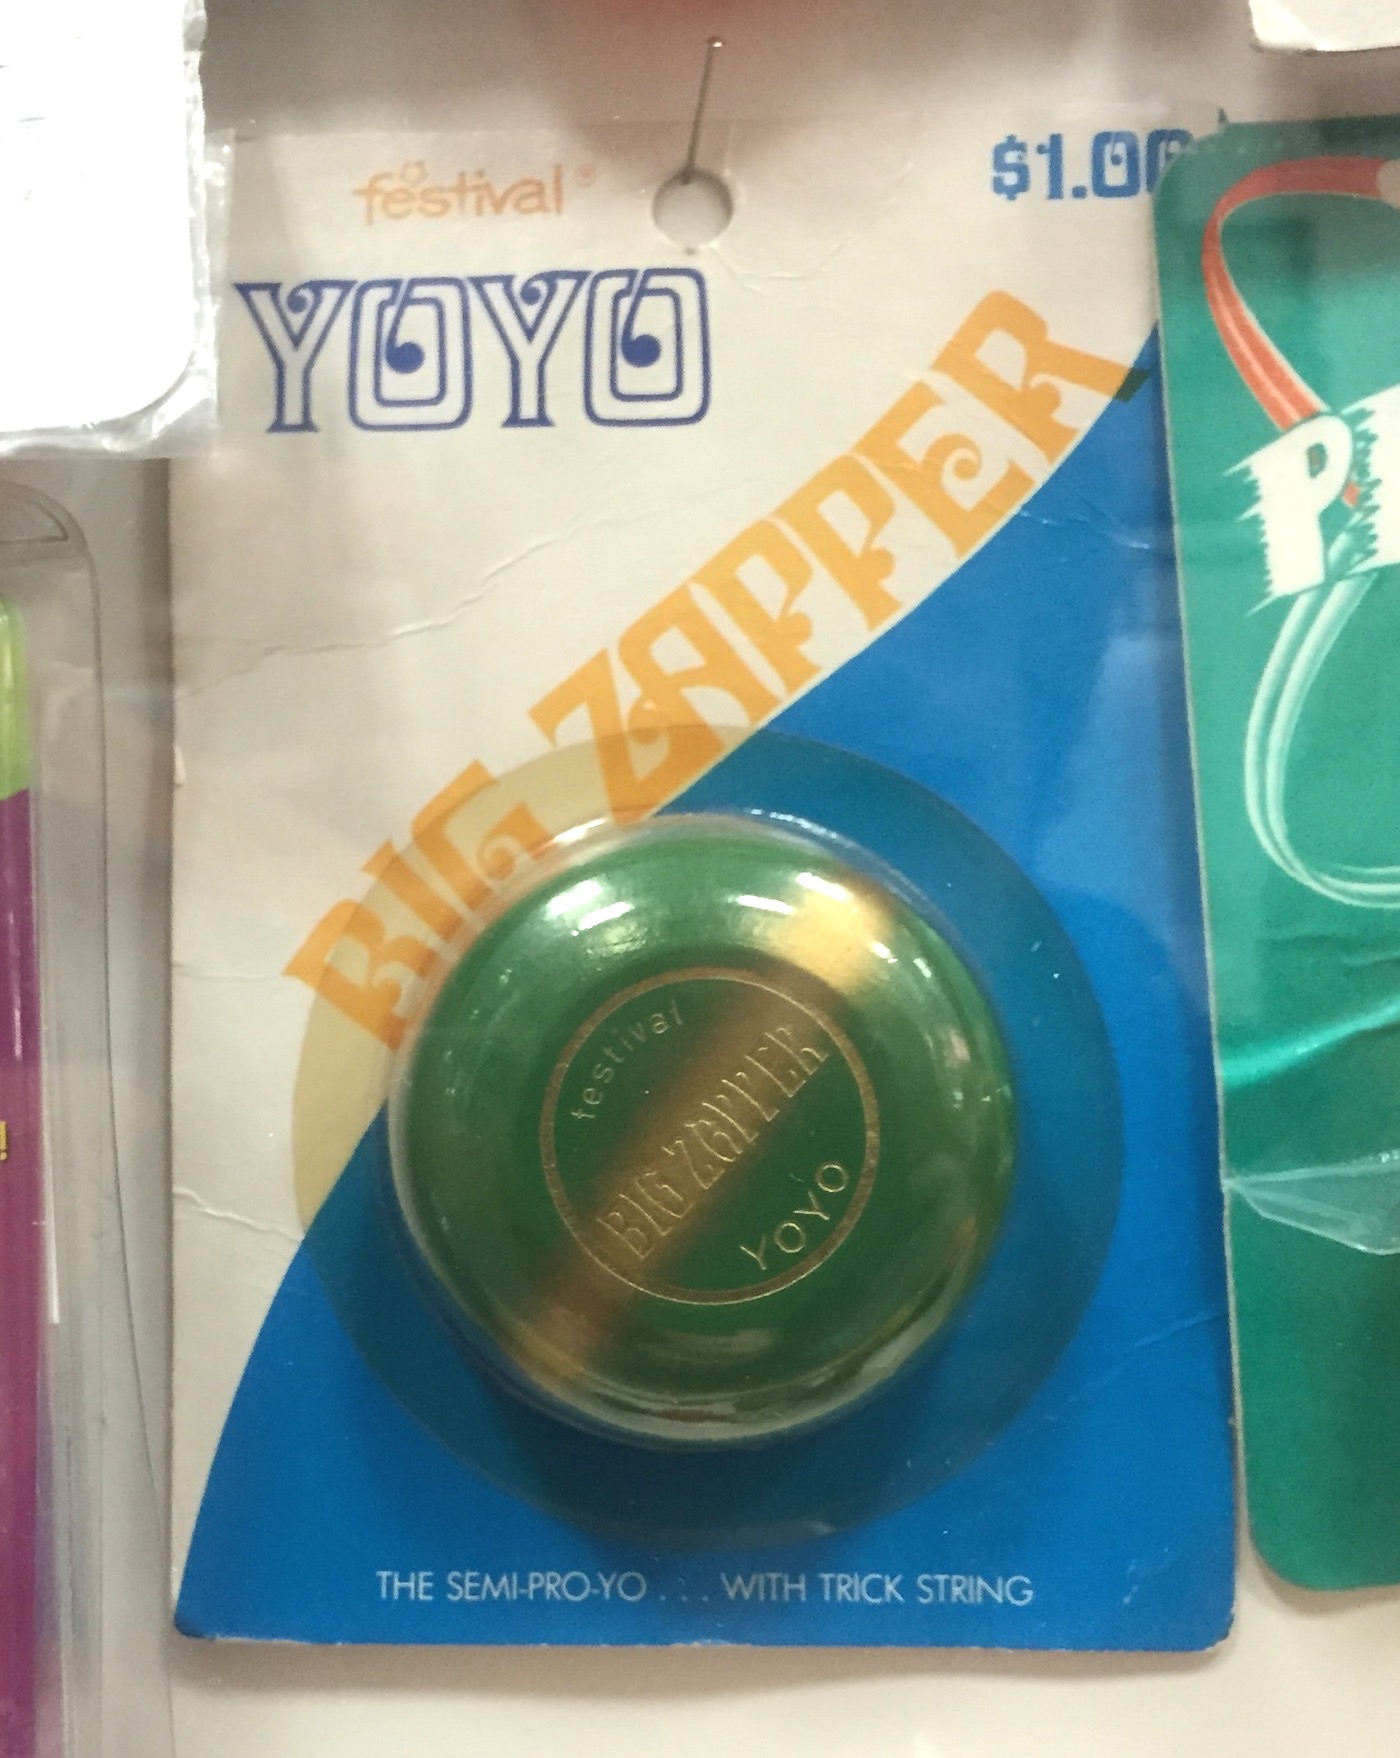 festival®
$1.00
YOYO
BIG ZAPPER
festival
BIG ZAPPER
YOYO
THE SEMI-PRO-YO . . . WITH TRICK STRING
P